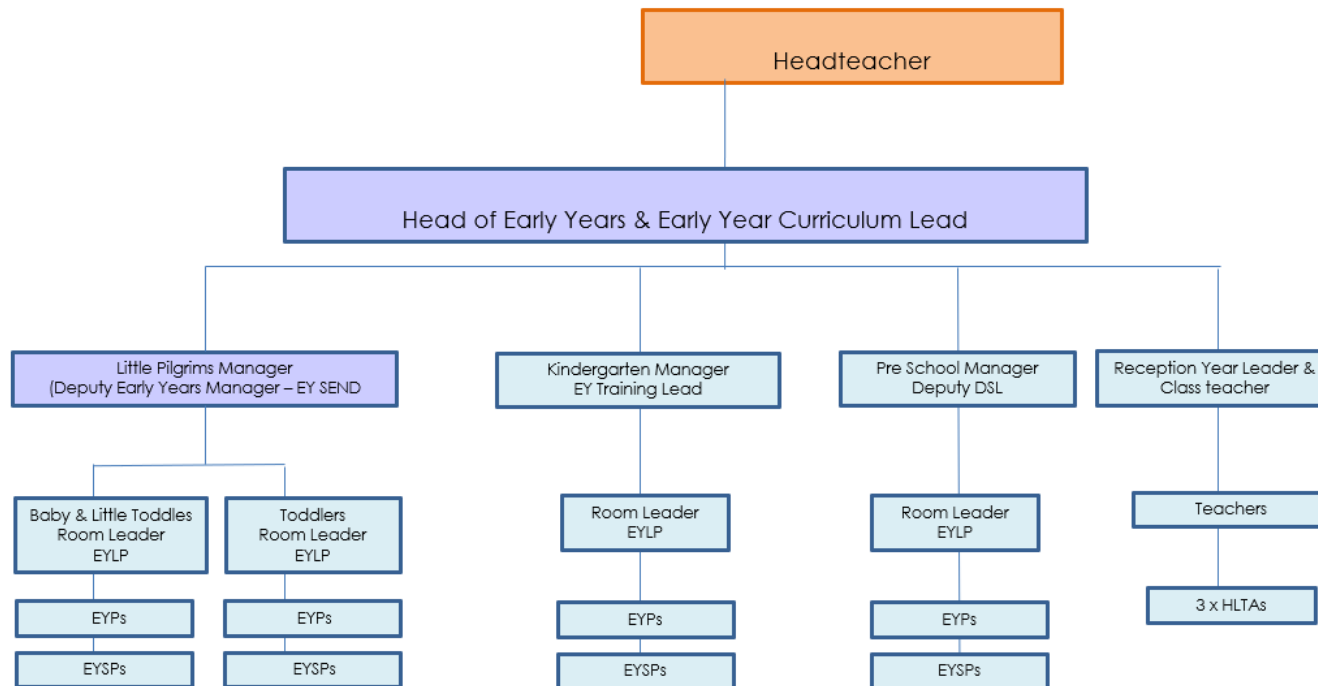 Headteacher
Head of Early Years & Early Year Curriculum Lead
Little Pilgrims Manager
(Deputy Early Years Manager – EY SEND
Kindergarten Manager
EY Training Lead
Pre School Manager
Deputy DSL
Reception Year Leader &
Class teacher
Baby & Little Toddles
Room Leader
EYLP
Toddlers
Room Leader
EYLP
Room Leader
EYLP
Room Leader
EYLP
Teachers
EYPs
EYPs
EYPs
EYPs
3 x HLTAs
EYSPs
EYSPs
EYSPs
EYSPs